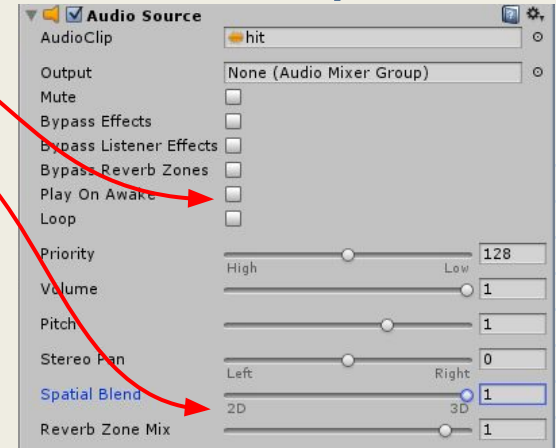 Audio Source
AudioClip hit
Output None (Audio Mixer Group)
Mute
Bypass Effects
Bypass Listener Effects
Bypass Reverb Zones
Play On Awake
Loop
Priority 128
High Low
Volume 1
Pitch 1
Stereo Pan 0
Left Right
Spatial Blend 1
2D 3D
Reverb Zone Mix 1